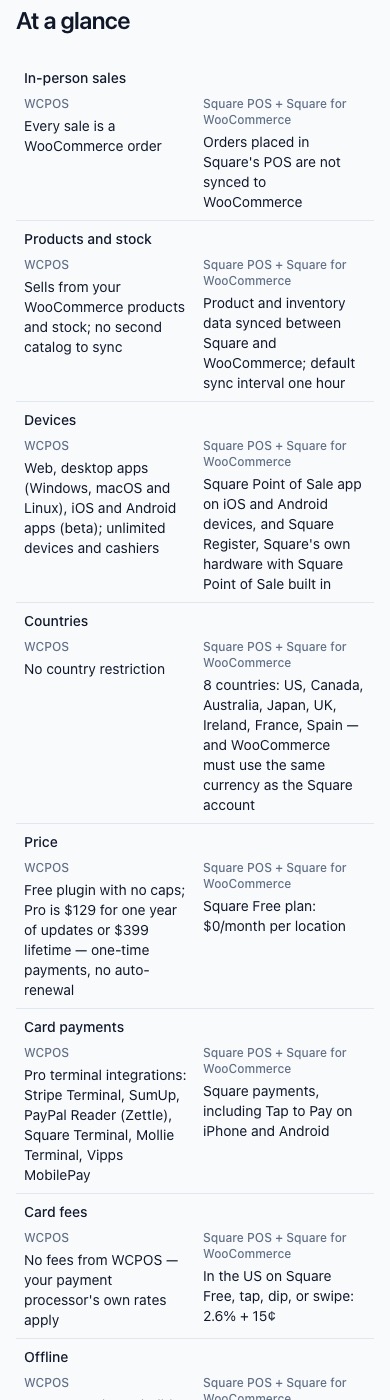 At a glance
In-person sales
WCPOS
Every sale is a
WooCommerce order
Square POS + Square for
WooCommerce
Orders placed in
Square's POS are not
synced to
WooCommerce
Products and stock
WCPOS
Sells from your
WooCommerce products
and stock; no second
catalog to sync
Square POS + Square for
WooCommerce
Product and inventory
data synced between
Square and
WooCommerce; default
sync interval one hour
Devices
WCPOS
Web, desktop apps
(Windows, macOS and
Linux), iOS and Android
apps (beta); unlimited
devices and cashiers
Square POS + Square for
WooCommerce
Square Point of Sale app
on iOS and Android
devices, and Square
Register, Square's own
hardware with Square
Point of Sale built in
Countries
WCPOS
No country restriction
Square POS + Square for
WooCommerce
8 countries: US, Canada,
Australia, Japan, UK,
Ireland, France, Spain —
and WooCommerce
must use the same
currency as the Square
account
Price
WCPOS
Free plugin with no caps;
Pro is $129 for one year
of updates or $399
lifetime — one-time
payments, no auto-
renewal
Square POS + Square for
WooCommerce
Square Free plan:
$0/month per location
Card payments
WCPOS
Pro terminal integrations:
Stripe Terminal, SumUp,
PayPal Reader (Zettle),
Square Terminal, Mollie
Terminal, Vipps
MobilePay
Square POS + Square for
WooCommerce
Square payments,
including Tap to Pay on
iPhone and Android
Card fees
WCPOS
No fees from WCPOS —
your payment
processor's own rates
apply
Square POS + Square for
WooCommerce
In the US on Square
Free, tap, dip, or swipe:
2.6% + 15¢
Offline
WCPOS
Square POS + Square for
WooCommerce